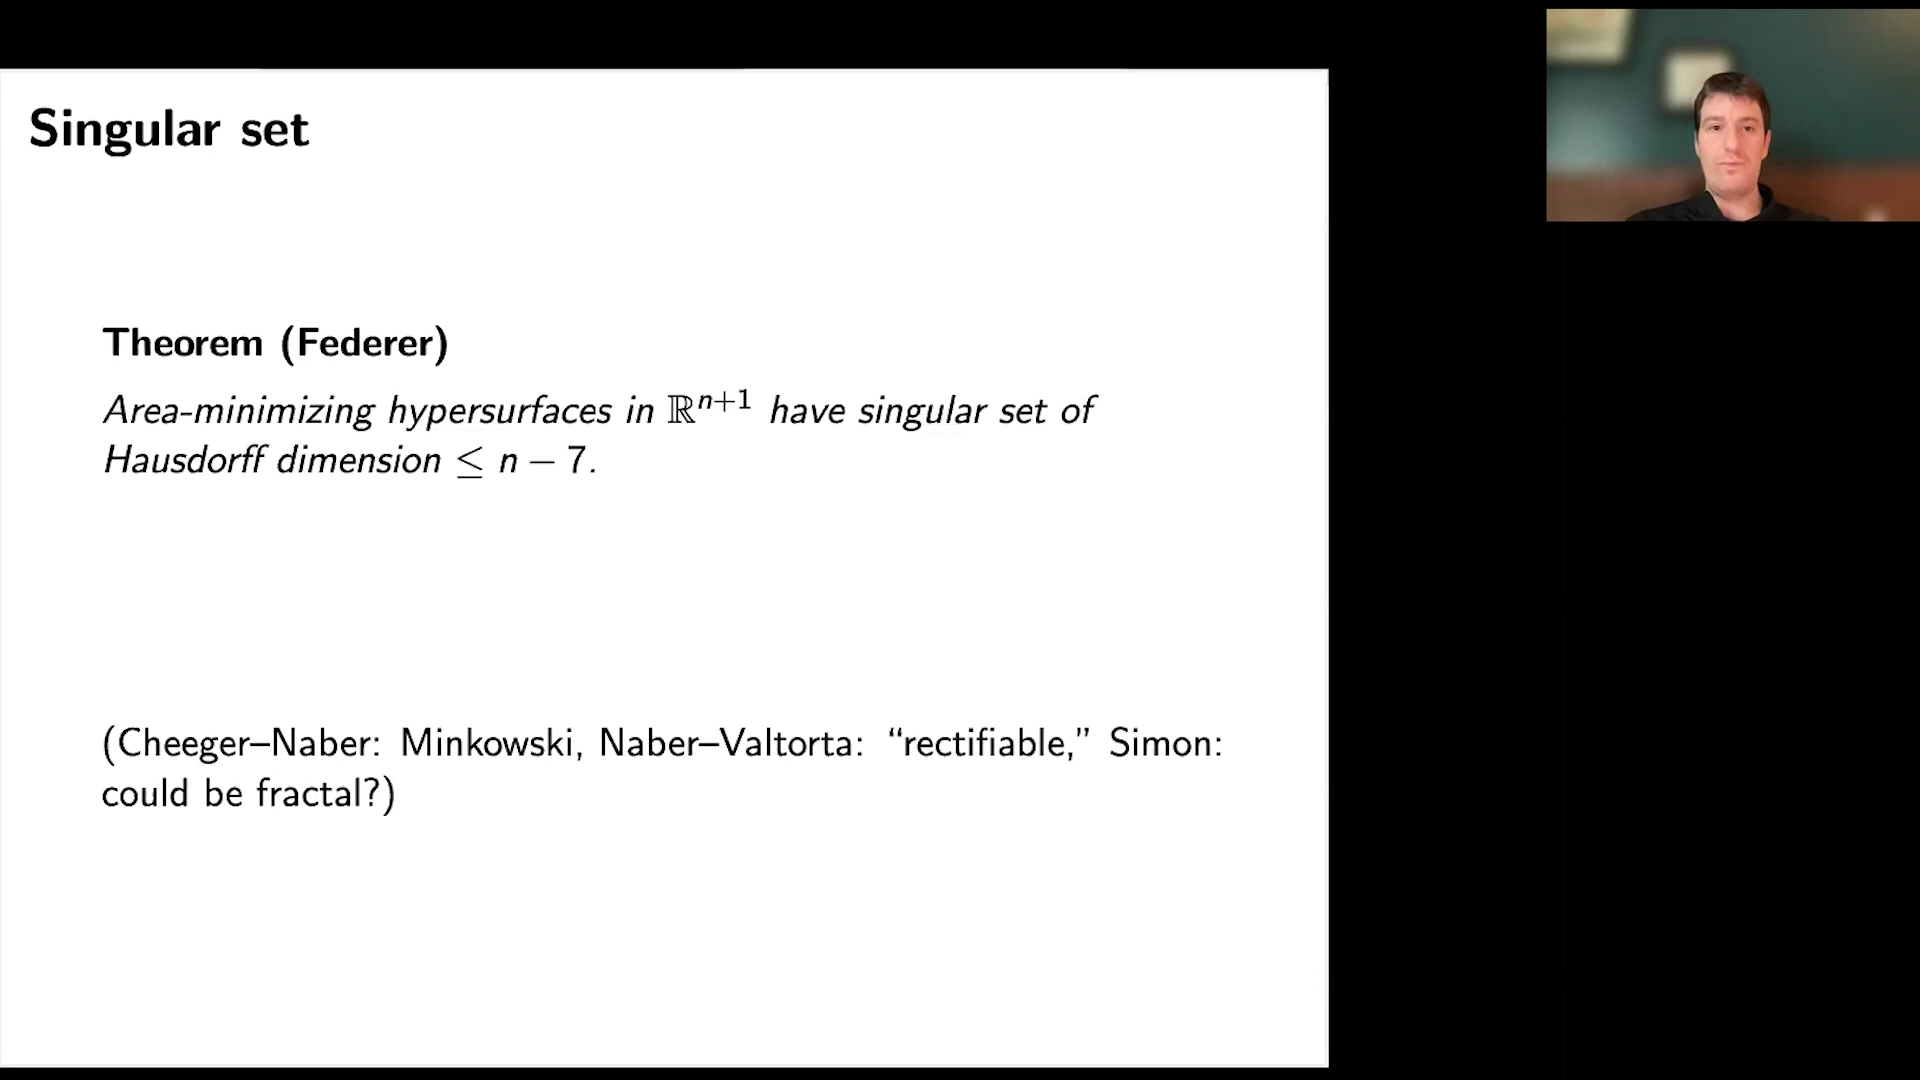 Singular set
Theorem (Federer)
Area-minimizing hypersurfaces in ℝⁿ⁺¹ have singular set of
Hausdorff dimension ≤ n − 7.
(Cheeger–Naber: Minkowski, Naber–Valtorta: “rectifiable,” Simon:
could be fractal?)